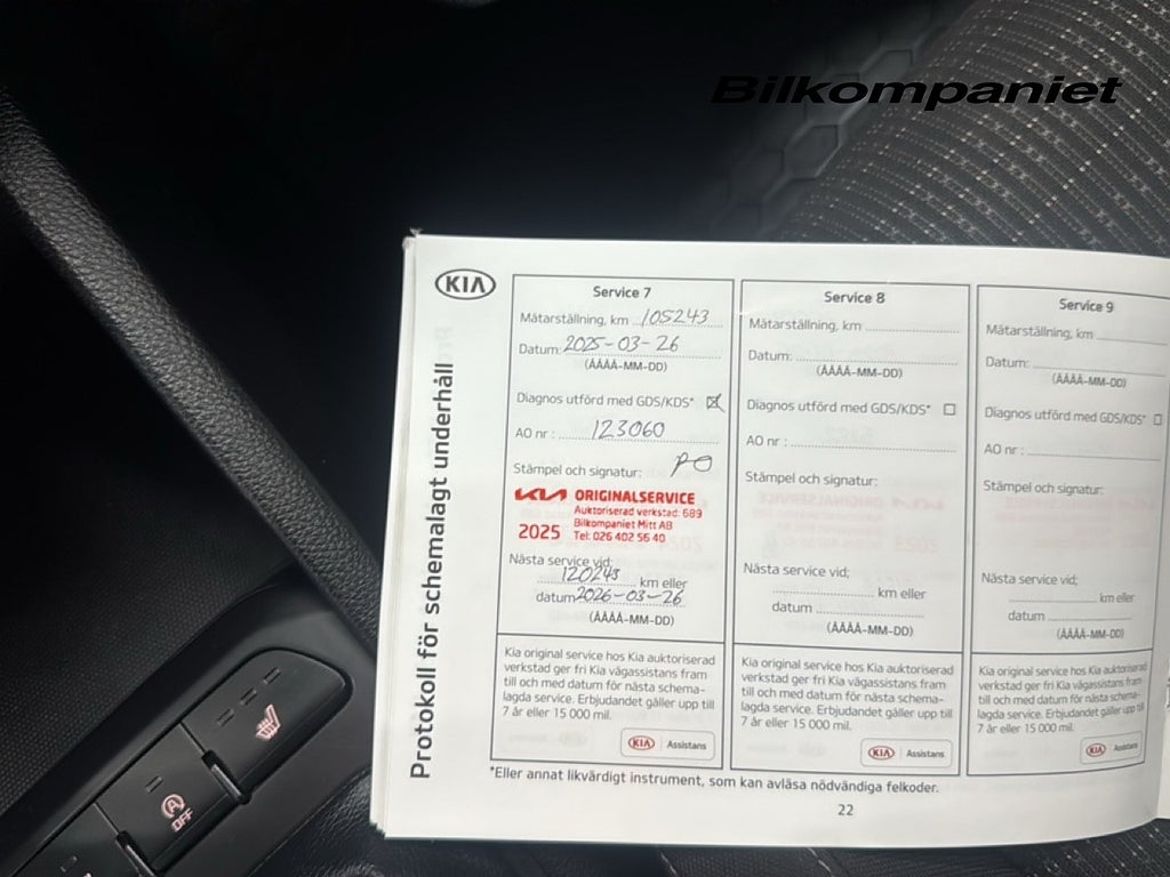 Bilkompaniet
KIA
Protokoll för schemalagt underhåll
Service 7
Mätarställning, km 105243
Datum: 2025-03-26
(ÅÅÅÅ-MM-DD)
Diagnos utförd med GDS/KDS*
AO nr : 123060
Stämpel och signatur: PO
KIA ORIGINALSERVICE
Auktoriserad verkstad: 689
Bilkompaniet Mitt AB
2025 Tel: 026 402 56 40
Nästa service vid;
120243 km eller
datum 2026-03-26
(ÅÅÅÅ-MM-DD)
Kia original service hos Kia auktoriserad
verkstad ger fri Kia vägassistans fram
till och med datum för nästa schema-
lagda service. Erbjudandet gäller upp till
7 år eller 15 000 mil.
KIA Assistans
Service 8
Mätarställning, km
Datum:
(ÅÅÅÅ-MM-DD)
Diagnos utförd med GDS/KDS*
AO nr :
Stämpel och signatur:
Nästa service vid;
km eller
datum
(ÅÅÅÅ-MM-DD)
Kia original service hos Kia auktoriserad
verkstad ger fri Kia vägassistans fram
till och med datum för nästa schema-
lagda service. Erbjudandet gäller upp till
7 år eller 15 000 mil.
KIA Assistans
Service 9
Mätarställning, km
Datum:
(ÅÅÅÅ-MM-DD)
Diagnos utförd med GDS/KDS*
AO nr :
Stämpel och signatur:
Nästa service vid;
km eller
datum
(ÅÅÅÅ-MM-DD)
Kia original service hos Kia auktoriserad
verkstad ger fri Kia vägassistans fram
till och med datum för nästa schema-
lagda service. Erbjudandet gäller upp till
7 år eller 15 000 mil.
KIA Assistans
*Eller annat likvärdigt instrument, som kan avläsa nödvändiga felkoder.
22
A
OFF